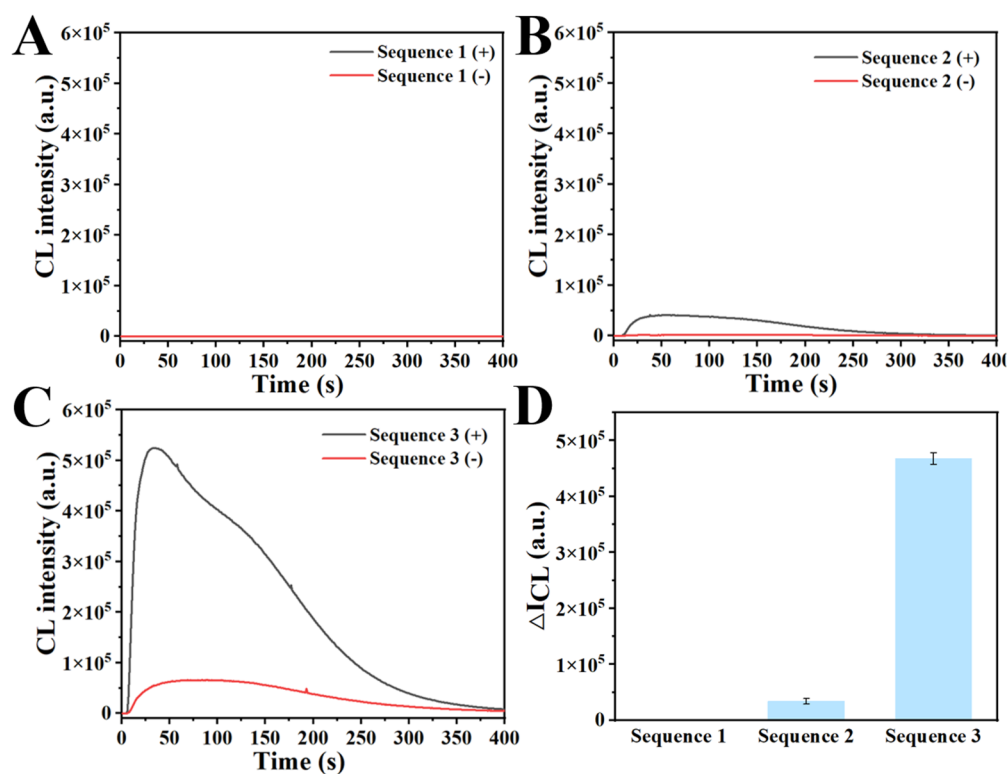 A
CL intensity (a.u.)
6×10⁵
5×10⁵
4×10⁵
3×10⁵
2×10⁵
1×10⁵
0
Sequence 1 (+)
Sequence 1 (-)
0 50 100 150 200 250 300 350 400
Time (s)
B
CL intensity (a.u.)
6×10⁵
5×10⁵
4×10⁵
3×10⁵
2×10⁵
1×10⁵
0
Sequence 2 (+)
Sequence 2 (-)
0 50 100 150 200 250 300 350 400
Time (s)
C
CL intensity (a.u.)
6×10⁵
5×10⁵
4×10⁵
3×10⁵
2×10⁵
1×10⁵
0
Sequence 3 (+)
Sequence 3 (-)
0 50 100 150 200 250 300 350 400
Time (s)
D
△ICL (a.u.)
5×10⁵
4×10⁵
3×10⁵
2×10⁵
1×10⁵
0
Sequence 1 Sequence 2 Sequence 3